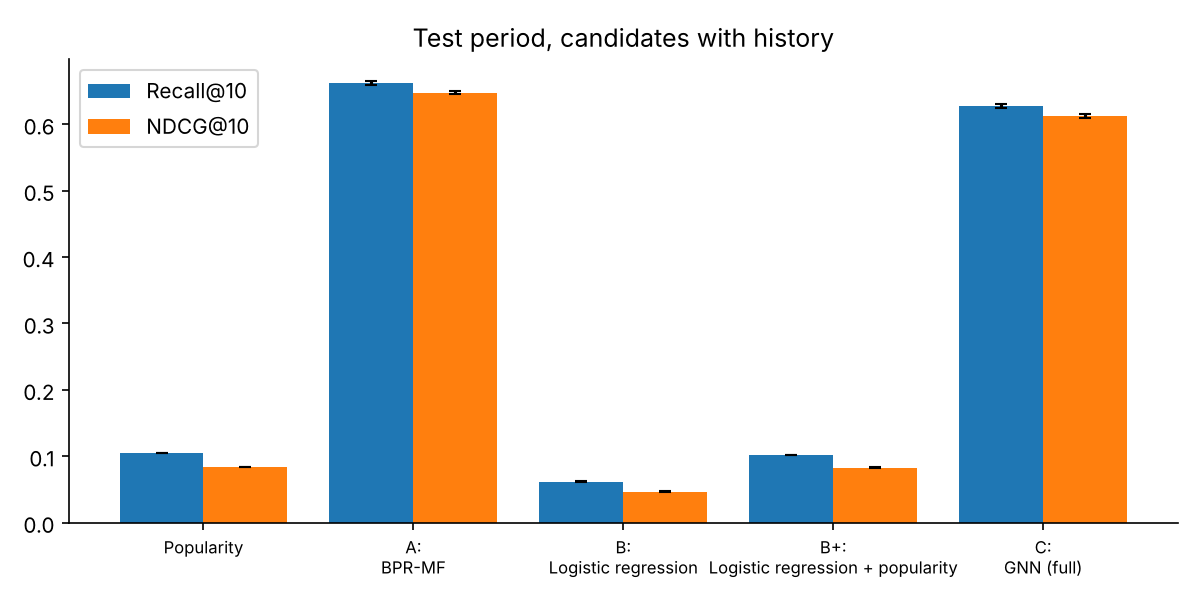 Test period, candidates with history
Recall@10
NDCG@10
0.6
0.5
0.4
0.3
0.2
0.1
0.0
Popularity
A:
BPR-MF
B:
Logistic regression
B+:
Logistic regression + popularity
C:
GNN (full)